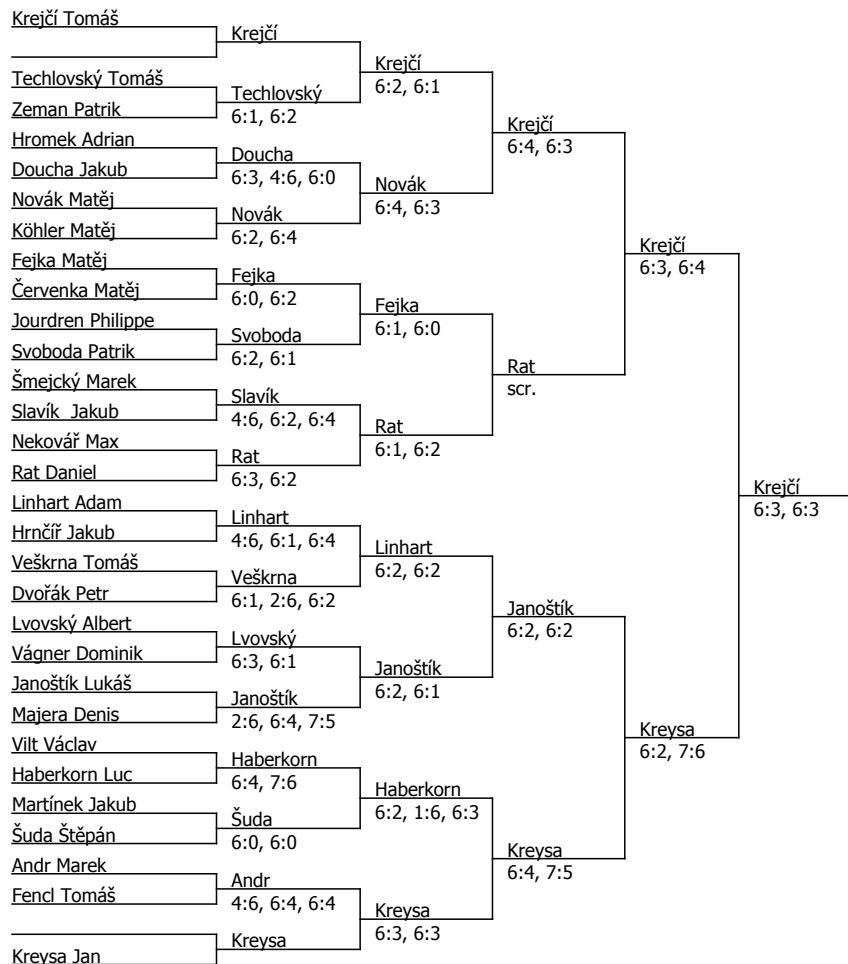 Krejčí Tomáš
Techlovský Tomáš
Zeman Patrik
Hromek Adrian
Doucha Jakub
Novák Matěj
Köhler Matěj
Fejka Matěj
Červenka Matěj
Jourdren Philippe
Svoboda Patrik
Šmejcký Marek
Slavík  Jakub
Nekovář Max
Rat Daniel
Linhart Adam
Hrnčíř Jakub
Veškrna Tomáš
Dvořák Petr
Lvovský Albert
Vágner Dominik
Janoštík Lukáš
Majera Denis
Vilt Václav
Haberkorn Luc
Martínek Jakub
Šuda Štěpán
Andr Marek
Fencl Tomáš
Kreysa Jan
Krejčí
Techlovský
6:1, 6:2
Doucha
6:3, 4:6, 6:0
Novák
6:2, 6:4
Fejka
6:0, 6:2
Svoboda
6:2, 6:1
Slavík
4:6, 6:2, 6:4
Rat
6:3, 6:2
Linhart
4:6, 6:1, 6:4
Veškrna
6:1, 2:6, 6:2
Lvovský
6:3, 6:1
Janoštík
2:6, 6:4, 7:5
Haberkorn
6:4, 7:6
Šuda
6:0, 6:0
Andr
4:6, 6:4, 6:4
Kreysa
Krejčí
6:2, 6:1
Novák
6:4, 6:3
Fejka
6:1, 6:0
Rat
6:1, 6:2
Linhart
6:2, 6:2
Janoštík
6:2, 6:1
Haberkorn
6:2, 1:6, 6:3
Kreysa
6:3, 6:3
Krejčí
6:4, 6:3
Rat
scr.
Janoštík
6:2, 6:2
Kreysa
6:4, 7:5
Krejčí
6:3, 6:4
Kreysa
6:2, 7:6
Krejčí
6:3, 6:3